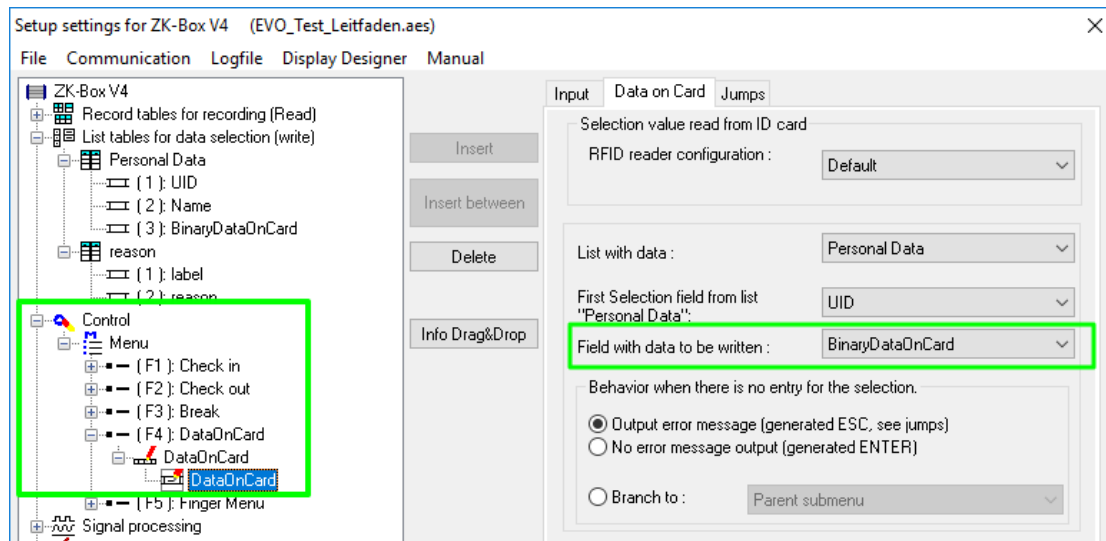 Setup settings for ZK-Box V4 (EVO_Test_Leitfaden.aes)
File Communication Logfile Display Designer Manual
ZK-Box V4
Record tables for recording (Read)
List tables for data selection (write)
Personal Data
( 1 ): UID
( 2 ): Name
( 3 ): BinaryDataOnCard
reason
( 1 ): label
( 2 ): reason
Control
Menu
( F1 ): Check in
( F2 ): Check out
( F3 ): Break
( F4 ): DataOnCard
DataOnCard
DataOnCard
( F5 ): Finger Menu
Signal processing
Insert
Insert between
Delete
Info Drag&Drop
Input Data on Card Jumps
Selection value read from ID card
RFID reader configuration : Default
List with data : Personal Data
First Selection field from list
"Personal Data": UID
Field with data to be written : BinaryDataOnCard
Behavior when there is no entry for the selection.
Output error message (generated ESC, see jumps)
No error message output (generated ENTER)
Branch to : Parent submenu